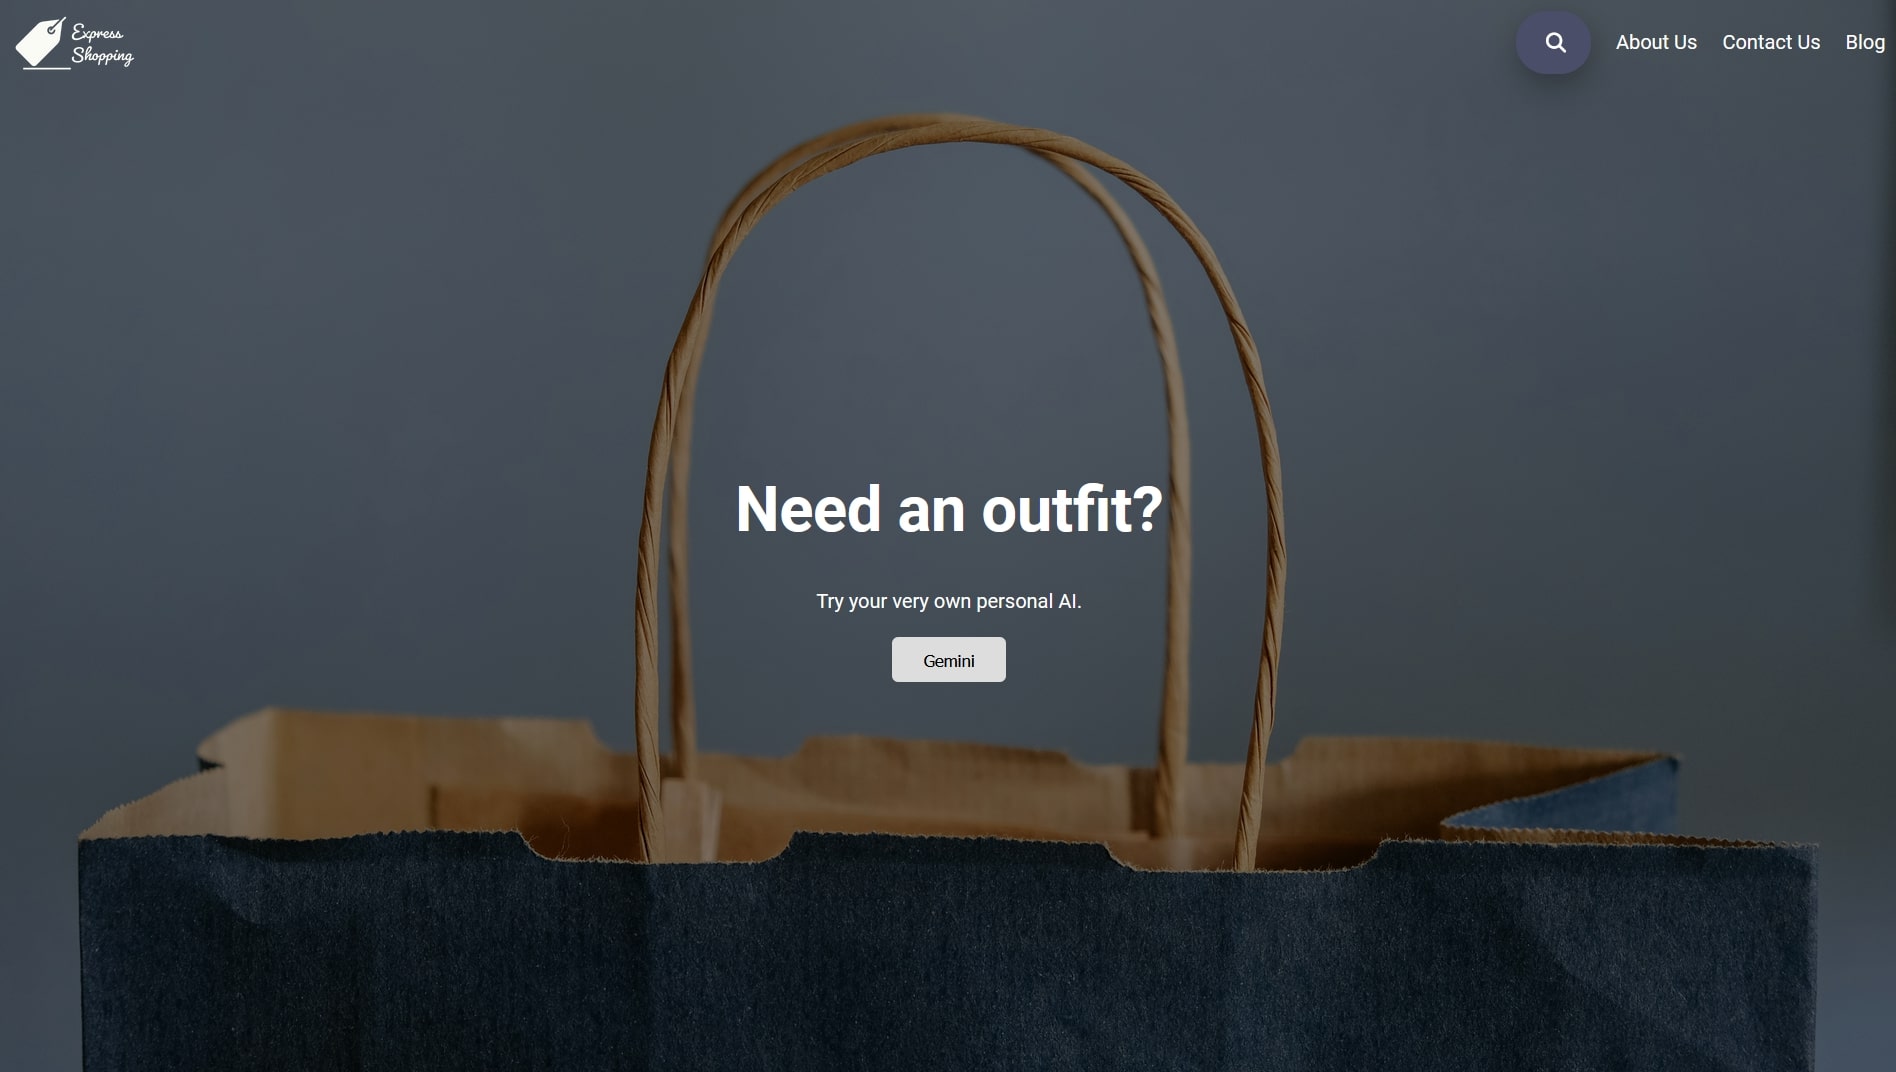 Express
Shopping
About Us
Contact Us
Blog
Need an outfit?
Try your very own personal AI.
Gemini